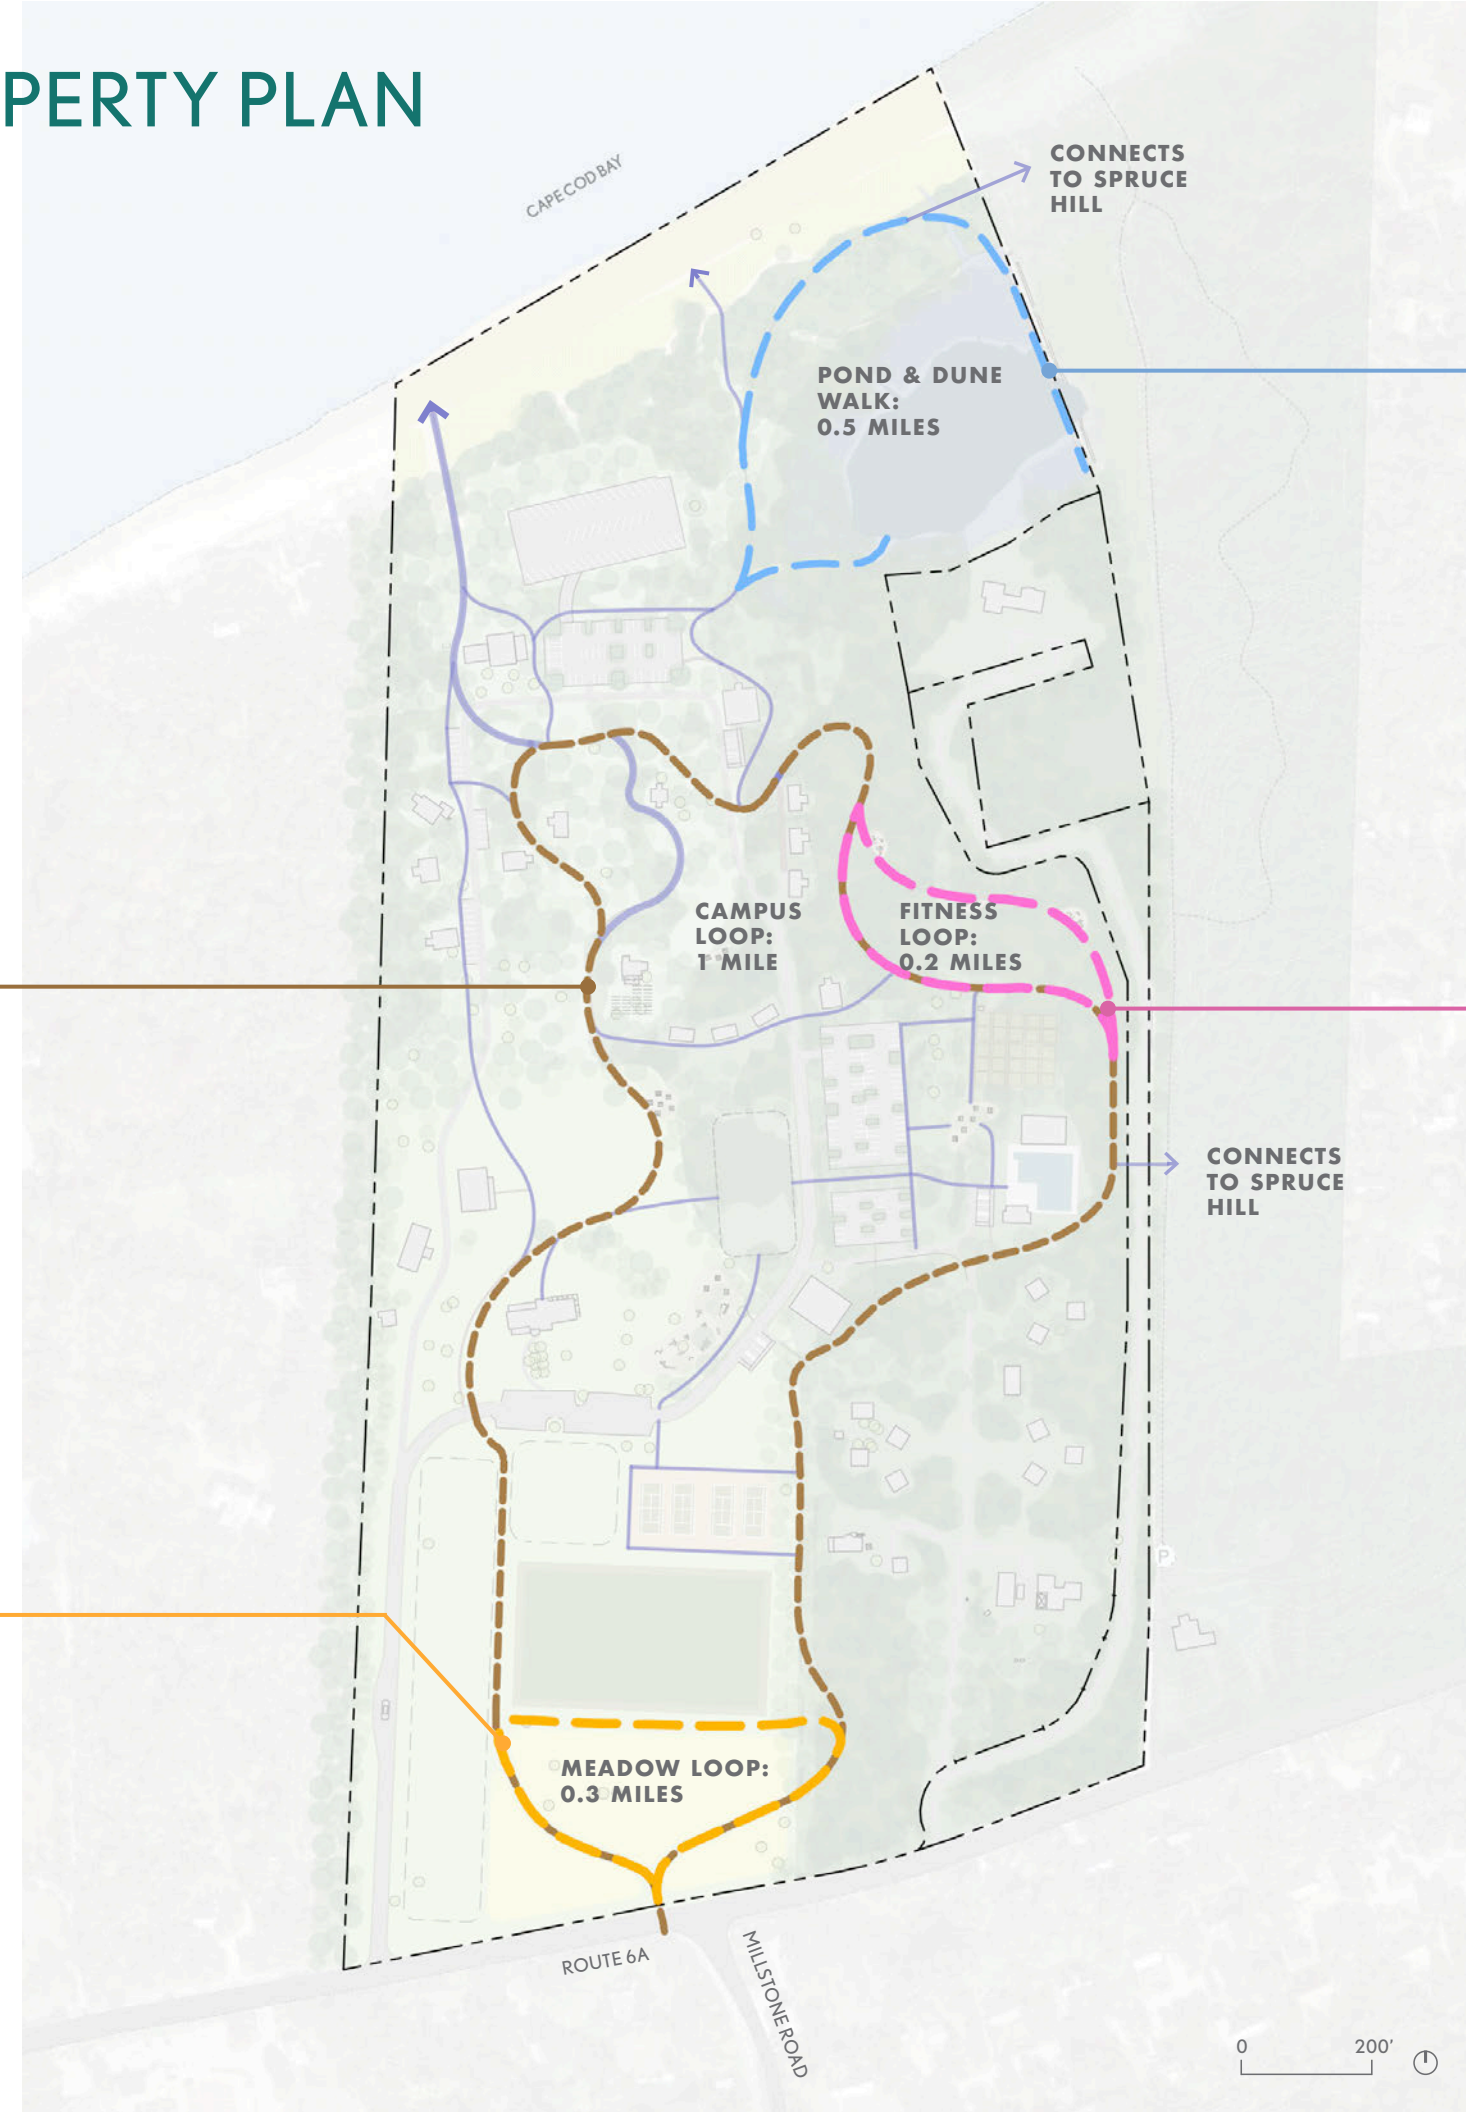 PERTY PLAN
CAPE COD BAY
CONNECTS
TO SPRUCE
HILL
POND & DUNE
WALK:
0.5 MILES
CAMPUS
LOOP:
1 MILE
FITNESS
LOOP:
0.2 MILES
CONNECTS
TO SPRUCE
HILL
P
MEADOW LOOP:
0.3 MILES
ROUTE 6A
MILLSTONE ROAD
0 200'